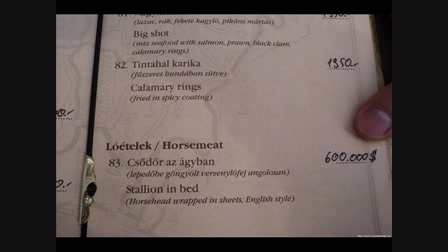 (lazac, rák, fekete kagyló, pikáns mártás)
Big shot
(mix seafood with salmon, prawn, black clam,
calamary rings)
82. Tintahal karika 1350.-
(fűszeres bundában sütve)
Calamary rings
(fried in spicy coating)
Lóételek / Horsemeat
83. Csődör az ágyban 600.000$
(lepedőbe göngyölt versenylófej angolosan)
Stallion in bed
(Horsehead wrapped in sheets, English style)